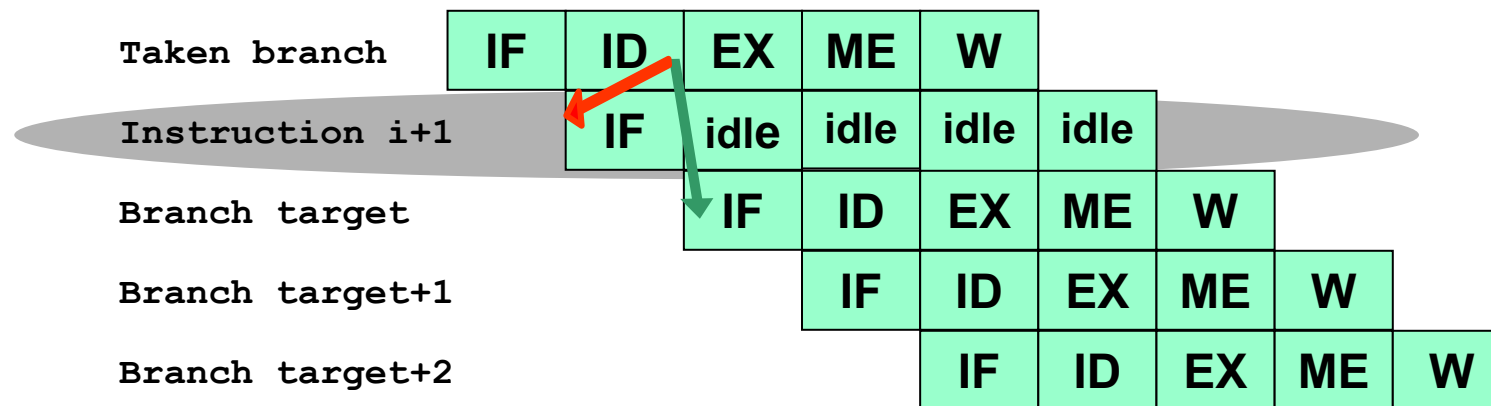 Taken branch IF ID EX ME W
Instruction i+1 IF idle idle idle idle
Branch target IF ID EX ME W
Branch target+1 IF ID EX ME W
Branch target+2 IF ID EX ME W